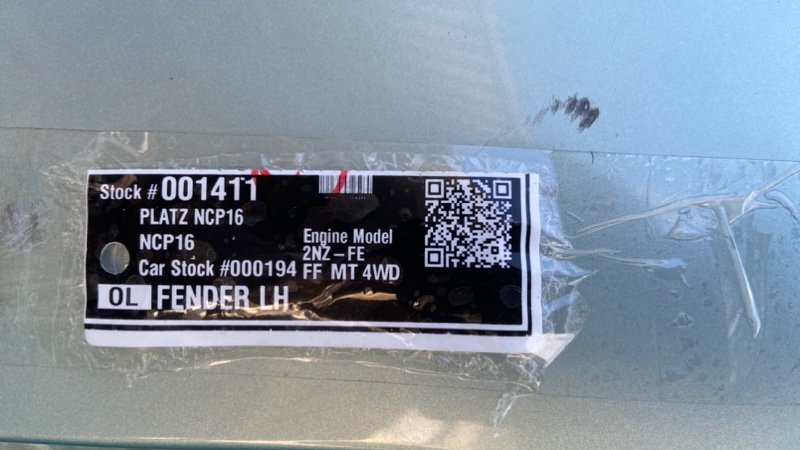 Stock # 001411
PLATZ NCP16
NCP16
Engine Model
2NZ-FE
Car Stock #000194 FF MT 4WD
OL FENDER LH